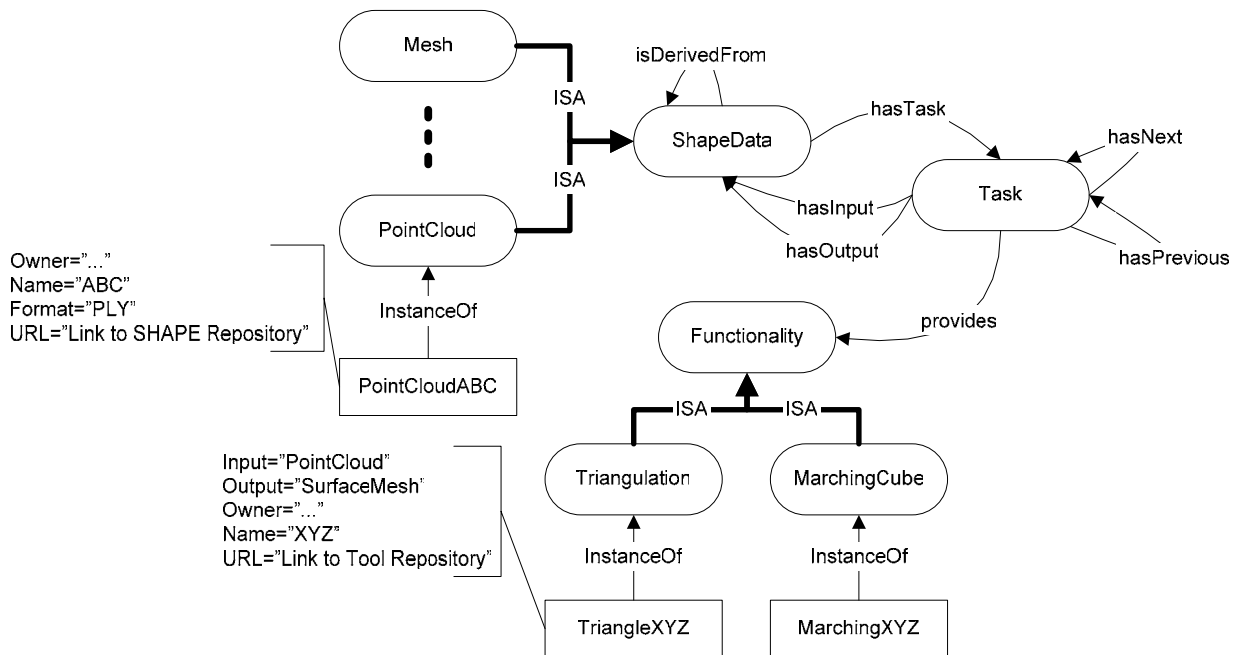 Mesh
isDerivedFrom
ISA
hasTask
ShapeData
hasNext
ISA
hasInput
Task
PointCloud
hasOutput
hasPrevious
Owner=”...”
Name=”ABC”
Format=”PLY”
URL=”Link to SHAPE Repository”
InstanceOf
provides
Functionality
PointCloudABC
ISA
ISA
Input=”PointCloud”
Output=”SurfaceMesh”
Owner=”...”
Name=”XYZ”
URL=”Link to Tool Repository”
Triangulation
MarchingCube
InstanceOf
InstanceOf
TriangleXYZ
MarchingXYZ